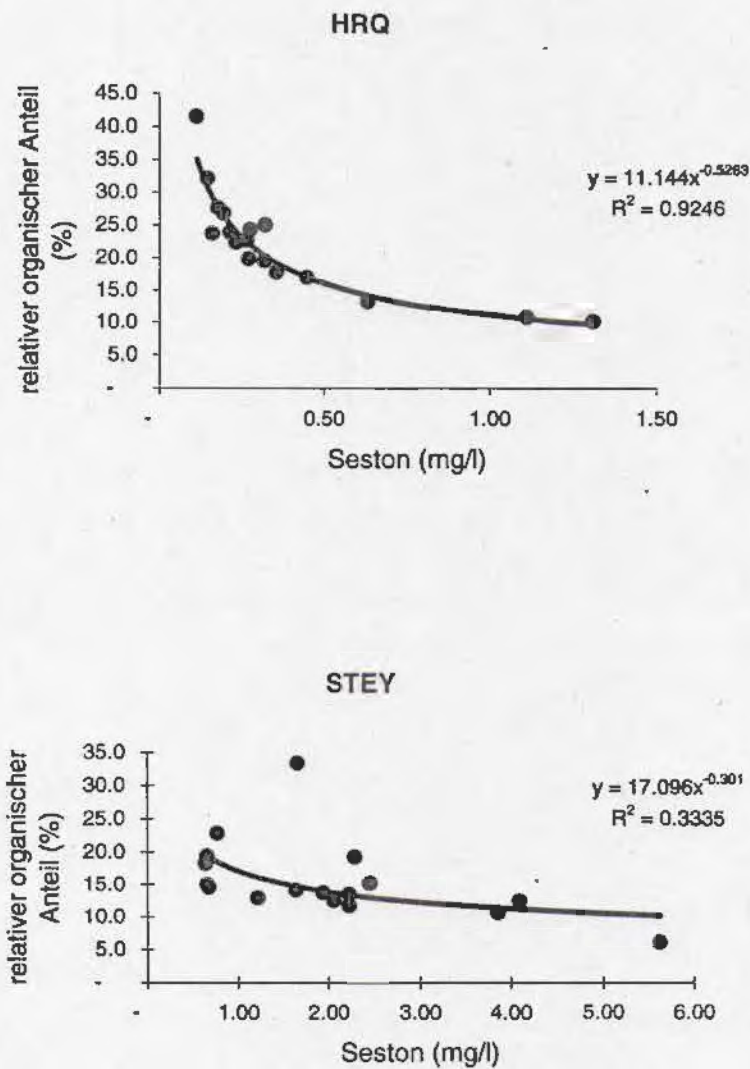 HRQ
relativer organischer Anteil
(%)
45.0
40.0
35.0
30.0
25.0
20.0
15.0
10.0
5.0
-
-
0.50
1.00
1.50
Seston (mg/l)
y = 11.144x^-0.5263
R² = 0.9246
STEY
relativer organischer
Anteil (%)
35.0
30.0
25.0
20.0
15.0
10.0
5.0
-
-
1.00
2.00
3.00
4.00
5.00
6.00
Seston (mg/l)
y = 17.096x^-0.301
R² = 0.3335